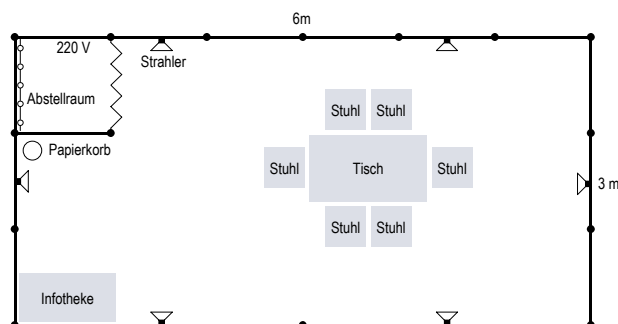 6m
220 V
Strahler
Abstellraum
Stuhl Stuhl
Papierkorb
Stuhl Tisch Stuhl
3 m
Stuhl Stuhl
Infotheke